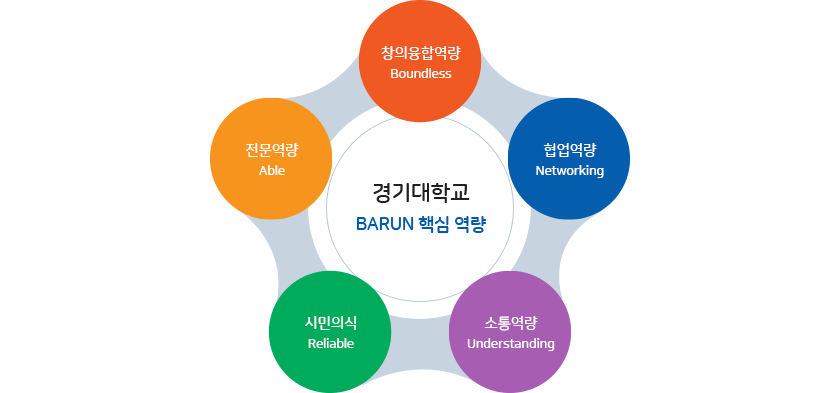 창의융합역량
Boundless
전문역량
Able
협업역량
Networking
경기대학교
BARUN 핵심 역량
시민의식
Reliable
소통역량
Understanding